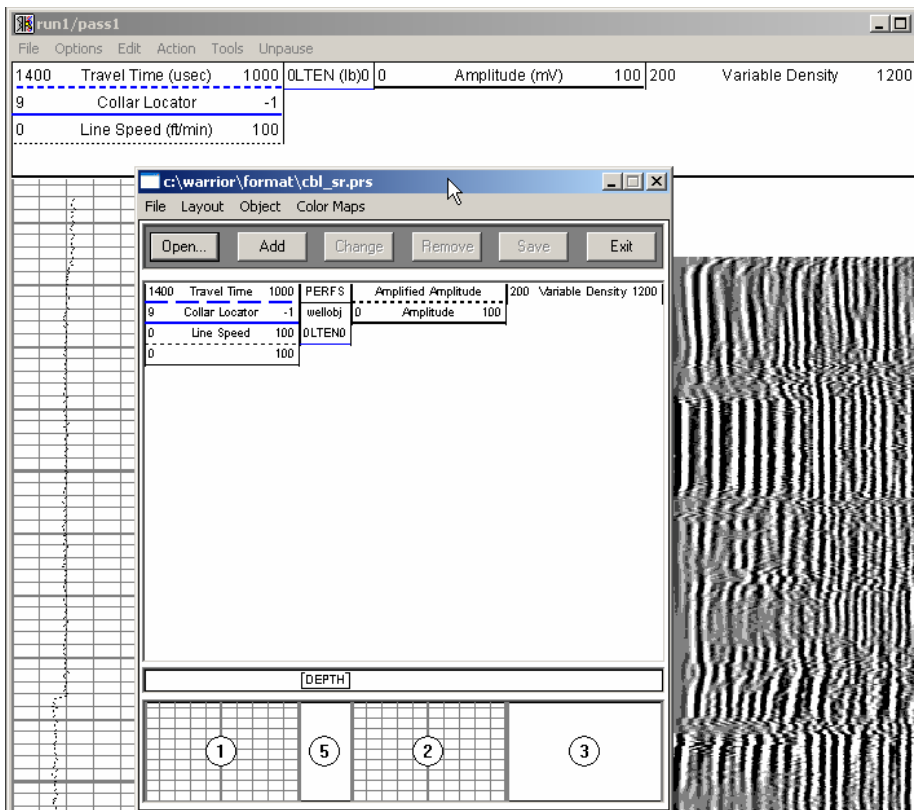 run1/pass1
File Options Edit Action Tools Unpause
1400 Travel Time (usec) 1000 0LTEN (lb)0 0 Amplitude (mV) 100 200 Variable Density 1200
9 Collar Locator -1
0 Line Speed (ft/min) 100
c:\warrior\format\cbl_sr.prs
File Layout Object Color Maps
Open... Add Change Remove Save Exit
1400 Travel Time 1000 PERFS Amplified Amplitude 200 Variable Density 1200
9 Collar Locator -1 wellobj 0 Amplitude 100
0 Line Speed 100 0LTEN0
0 100
[DEPTH]
1 5 2 3